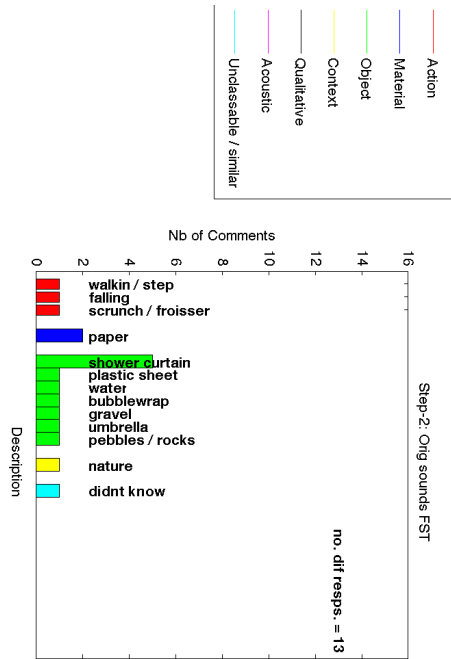 Action
Material
Object
Context
Qualitative
Acoustic
Unclassable / similar
Step-2: Orig sounds FST
Nb of Comments
0 2 4 6 8 10 12 14 16
walkin / step
falling
scrunch / froisser
paper
shower curtain
plastic sheet
water
bubblewrap
gravel
umbrella
pebbles / rocks
nature
didnt know
no. dif resps. = 13
Description